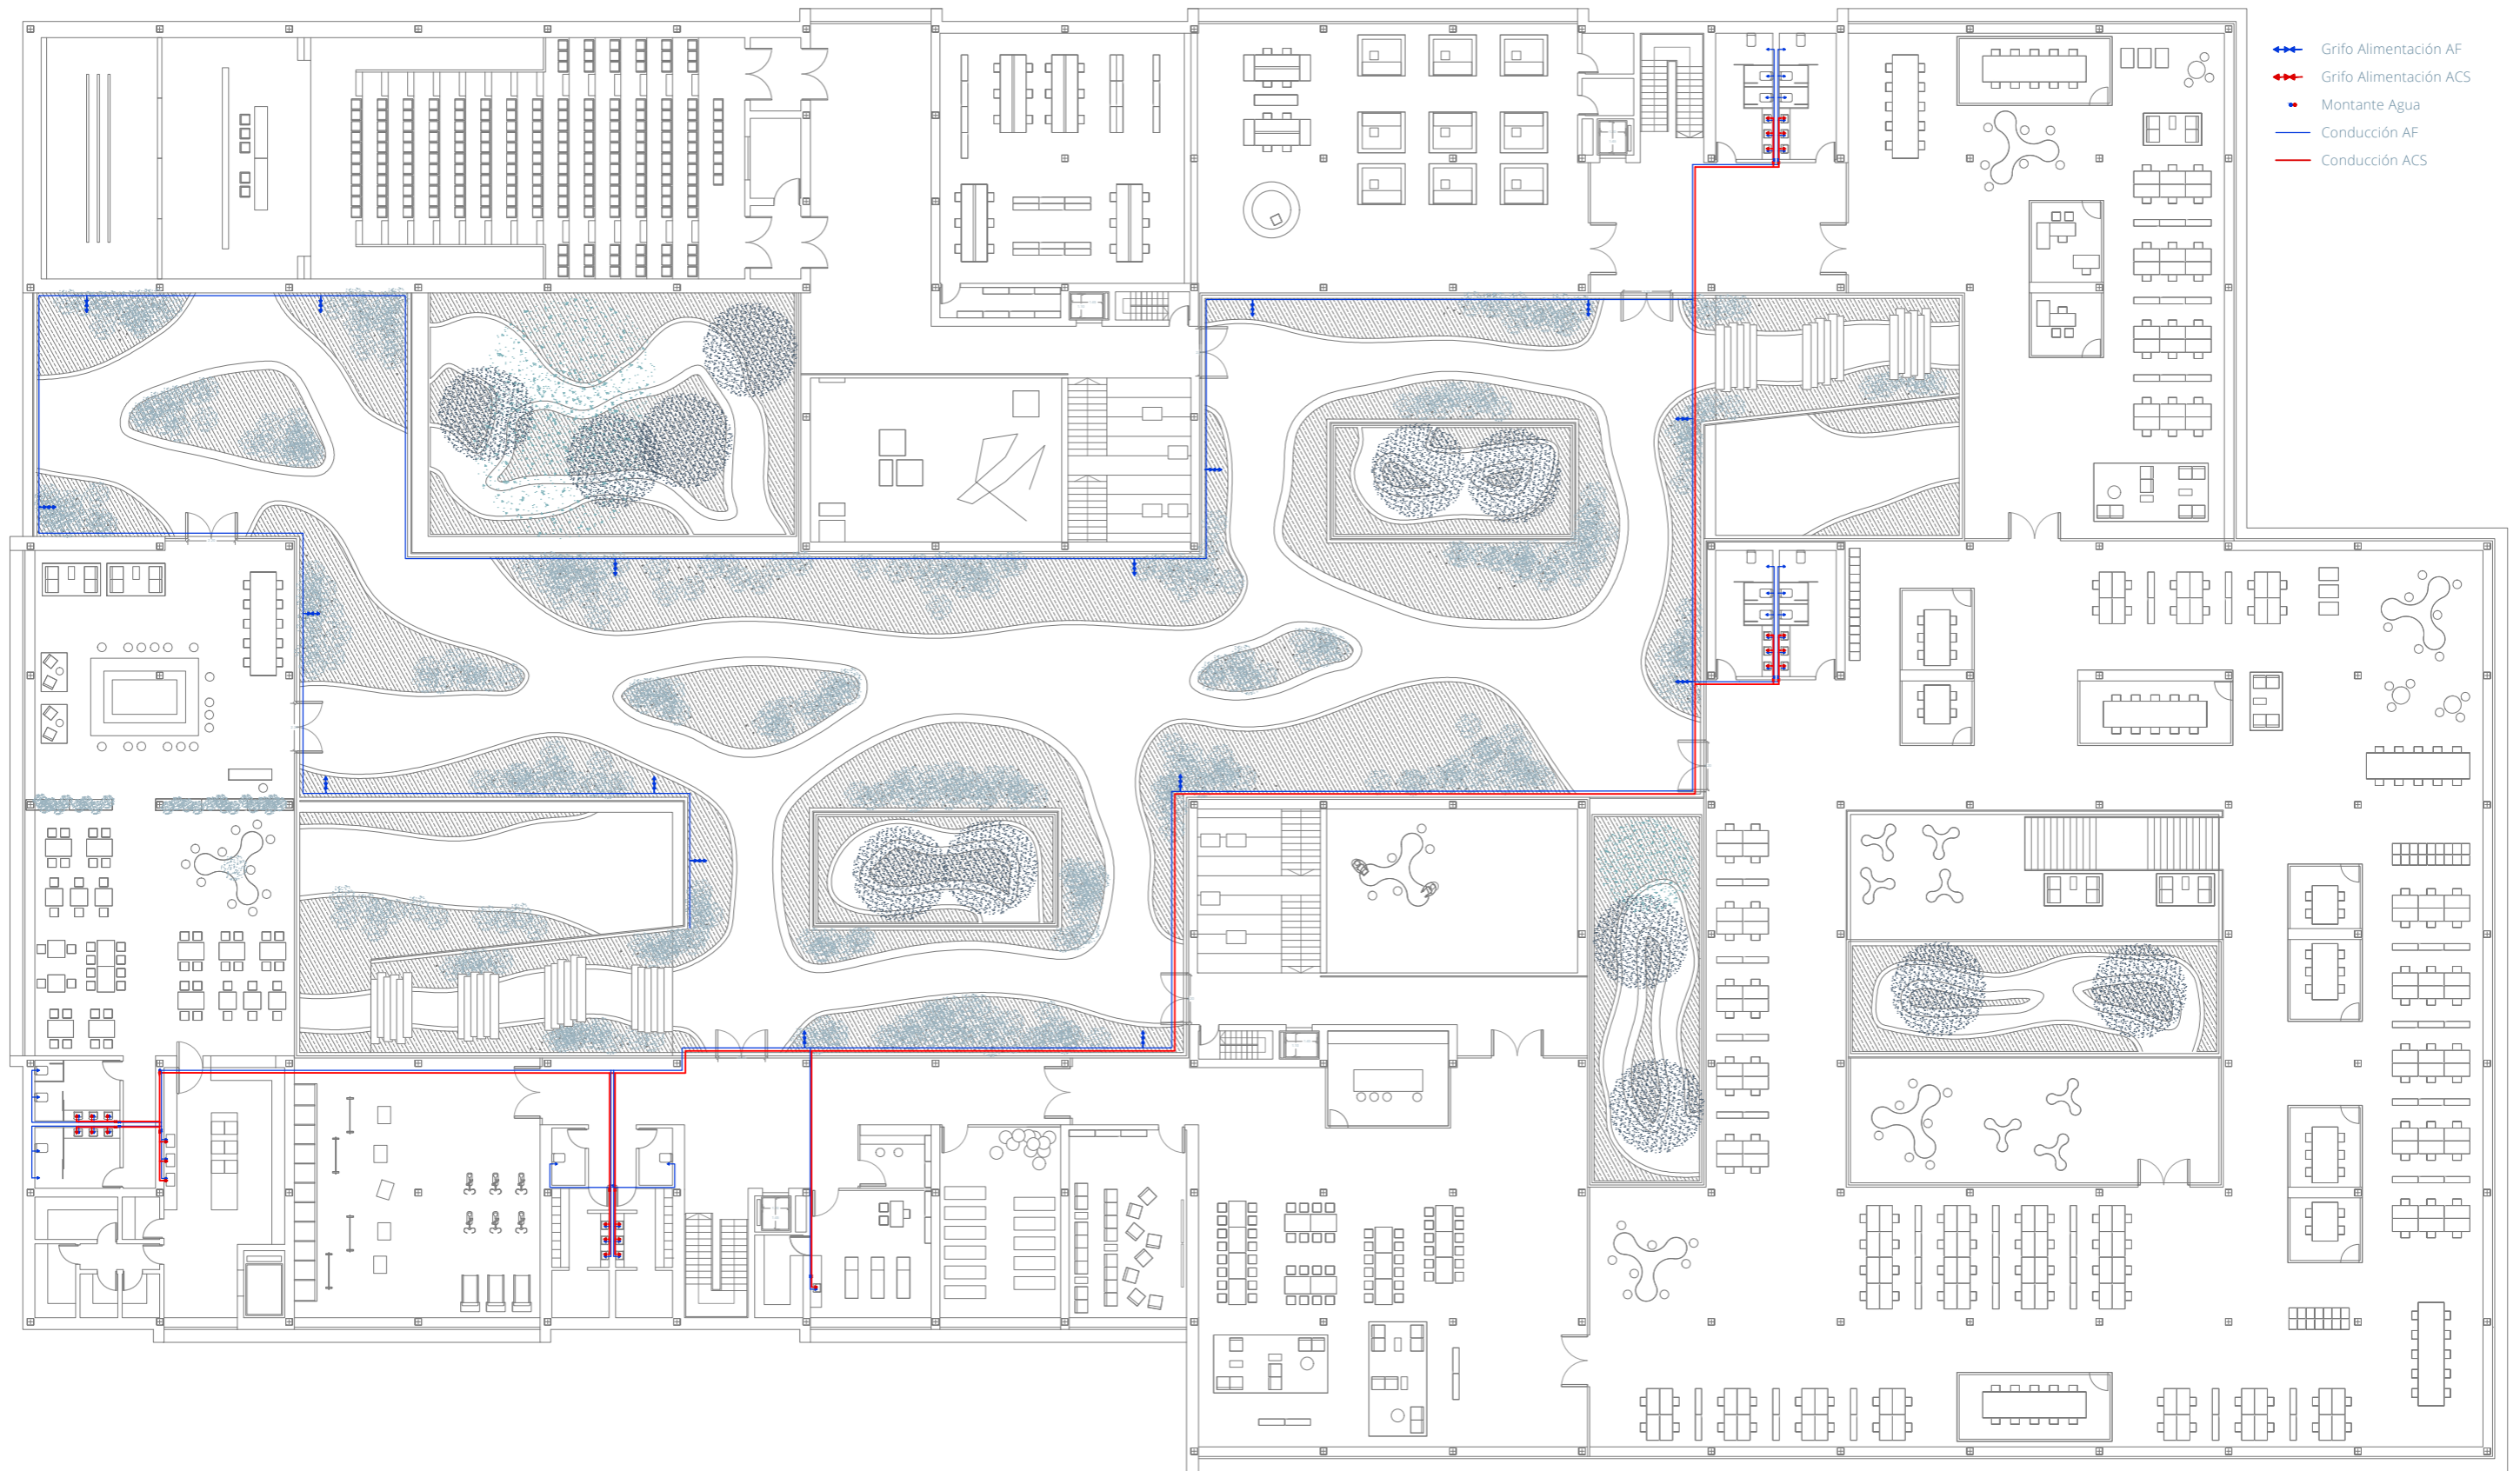 Grifo Alimentación AF
Grifo Alimentación ACS
Montante Agua
Conducción AF
Conducción ACS